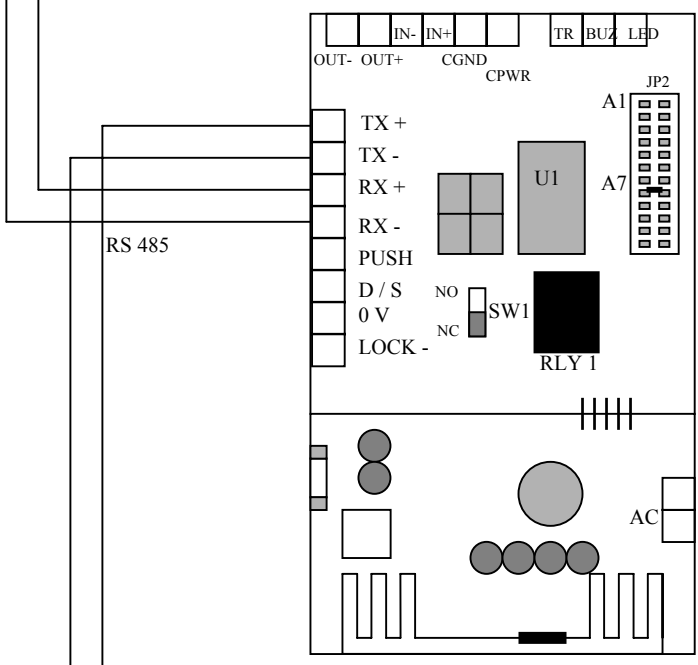 IN- IN+ TR BUZ LED
OUT- OUT+ CGND
CPWR
JP2
A1
TX +
TX -
U1
A7
RX +
RX -
RS 485
PUSH
D / S
NO
0 V
SW1
NC
LOCK -
RLY 1
AC